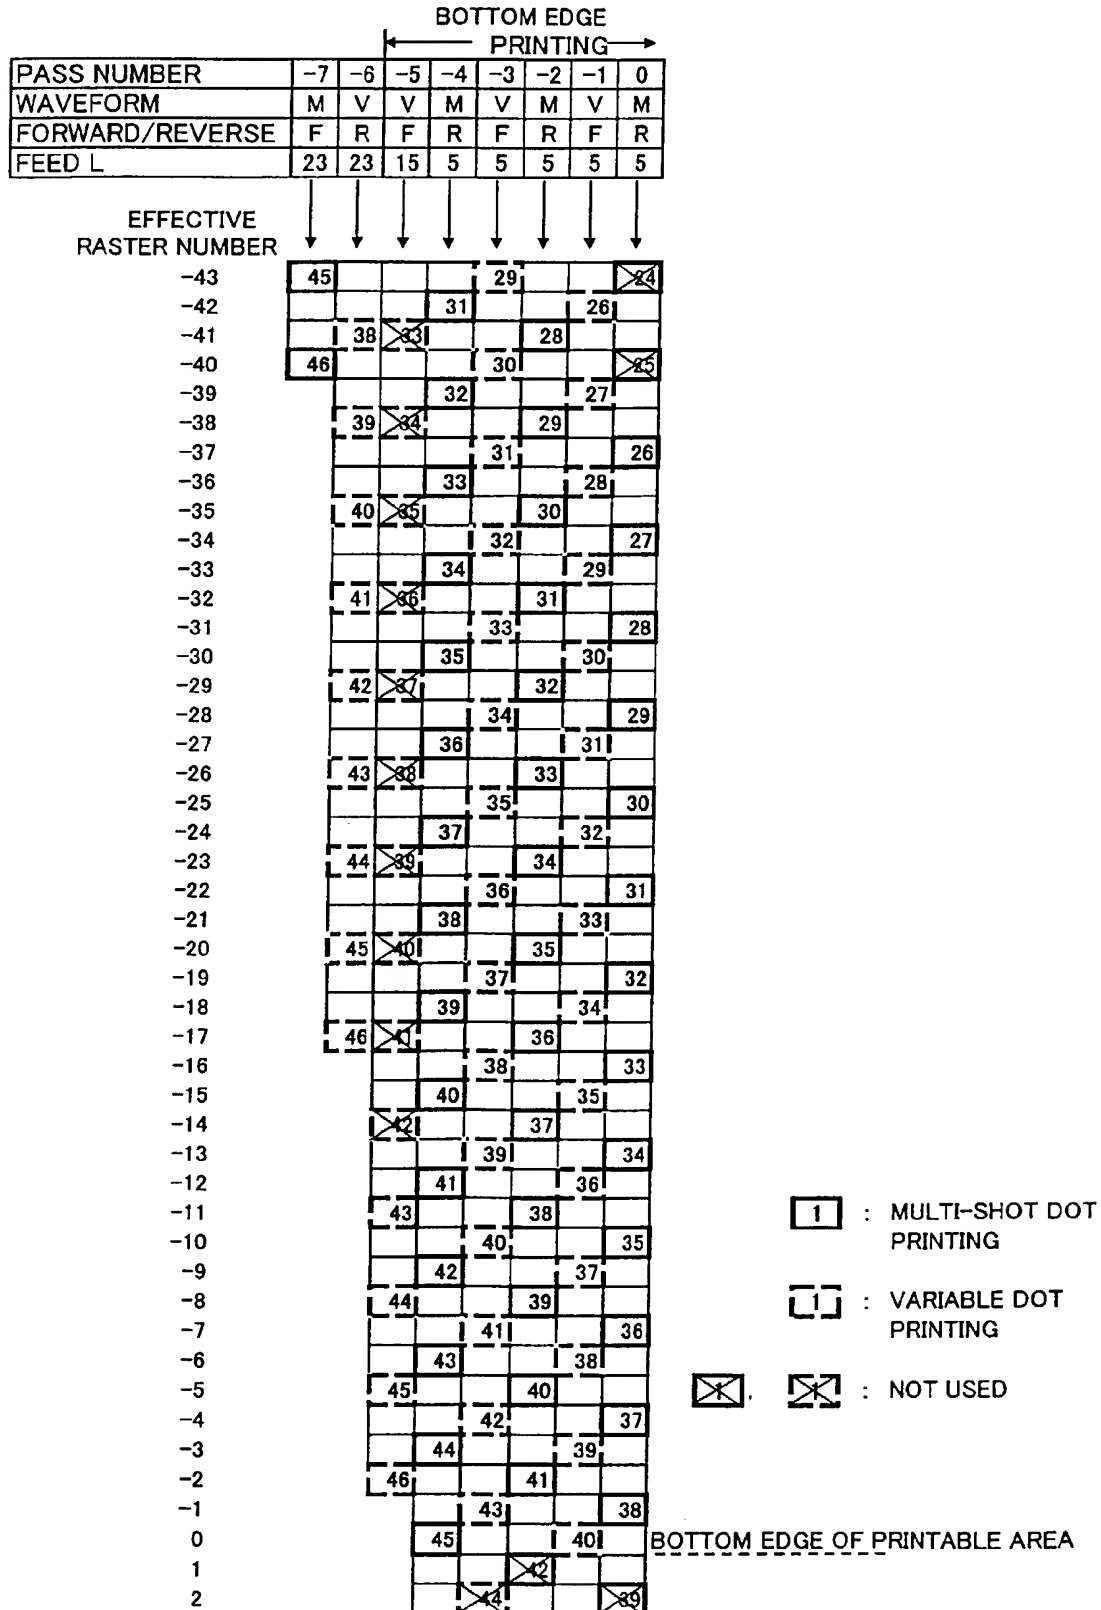 BOTTOM EDGE
PRINTING
PASS NUMBER -7 -6 -5 -4 -3 -2 -1 0
WAVEFORM M V V M V M V M
FORWARD/REVERSE F R F R F R F R
FEED L 23 23 15 5 5 5 5 5
EFFECTIVE
RASTER NUMBER
-43 45 29 24
-42 31 26
-41 38 33 28
-40 46 30 25
-39 32 27
-38 39 34 29
-37 31 26
-36 33 28
-35 40 35 30
-34 32 27
-33 34 29
-32 41 36 31
-31 33 28
-30 35 30
-29 42 37 32
-28 34 29
-27 36 31
-26 43 38 33
-25 35 30
-24 37 32
-23 44 39 34
-22 36 31
-21 38 33
-20 45 40 35
-19 37 32
-18 39 34
-17 46 41 36
-16 38 33
-15 40 35
-14 42 37
-13 39 34
-12 41 36
-11 43 38
-10 40 35
-9 42 37
-8 44 39
-7 41 36
-6 43 38
-5 45 40
-4 42 37
-3 44 39
-2 46 41
-1 43 38
0 45 40 BOTTOM EDGE OF PRINTABLE AREA
1 42
2 44 39
1 : MULTI-SHOT DOT
PRINTING
1 : VARIABLE DOT
PRINTING
1, 1 : NOT USED